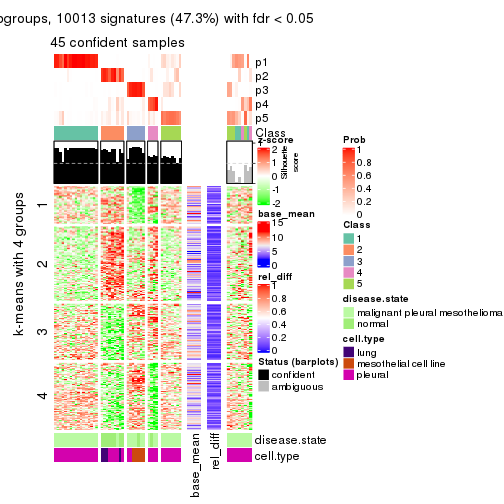 ogroups, 10013 signatures (47.3%) with fdr < 0.05
45 confident samples
p1
p2
p3
p4
p5
Class
z-score
2
1
0
-1
-2
Silhouette
score
base_mean
15
10
5
0
rel_diff
1
0.8
0.6
0.4
0.2
0
Status (barplots)
confident
ambiguous
Prob
1
0.8
0.6
0.4
0.2
0
Class
1
2
3
4
5
disease.state
malignant pleural mesothelioma
normal
cell.type
lung
mesothelial cell line
pleural
k-means with 4 groups
1
2
3
4
disease.state
cell.type
base_mean
rel_diff